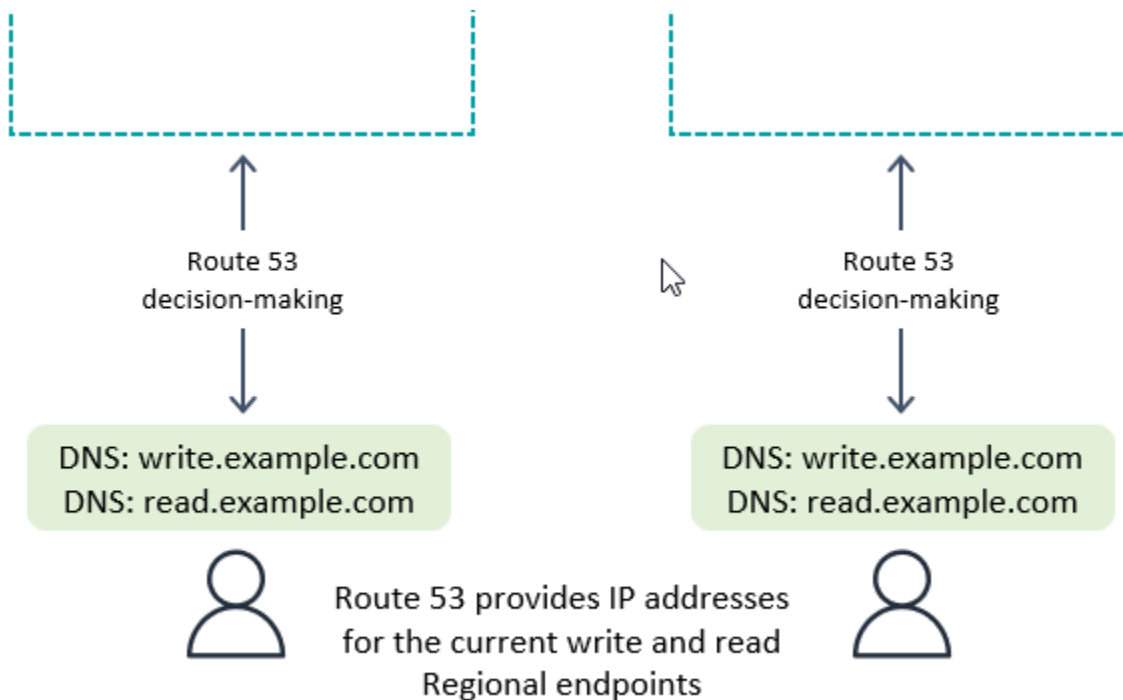 Route 53
decision-making
Route 53
decision-making
DNS: write.example.com
DNS: read.example.com
DNS: write.example.com
DNS: read.example.com
Route 53 provides IP addresses
for the current write and read
Regional endpoints